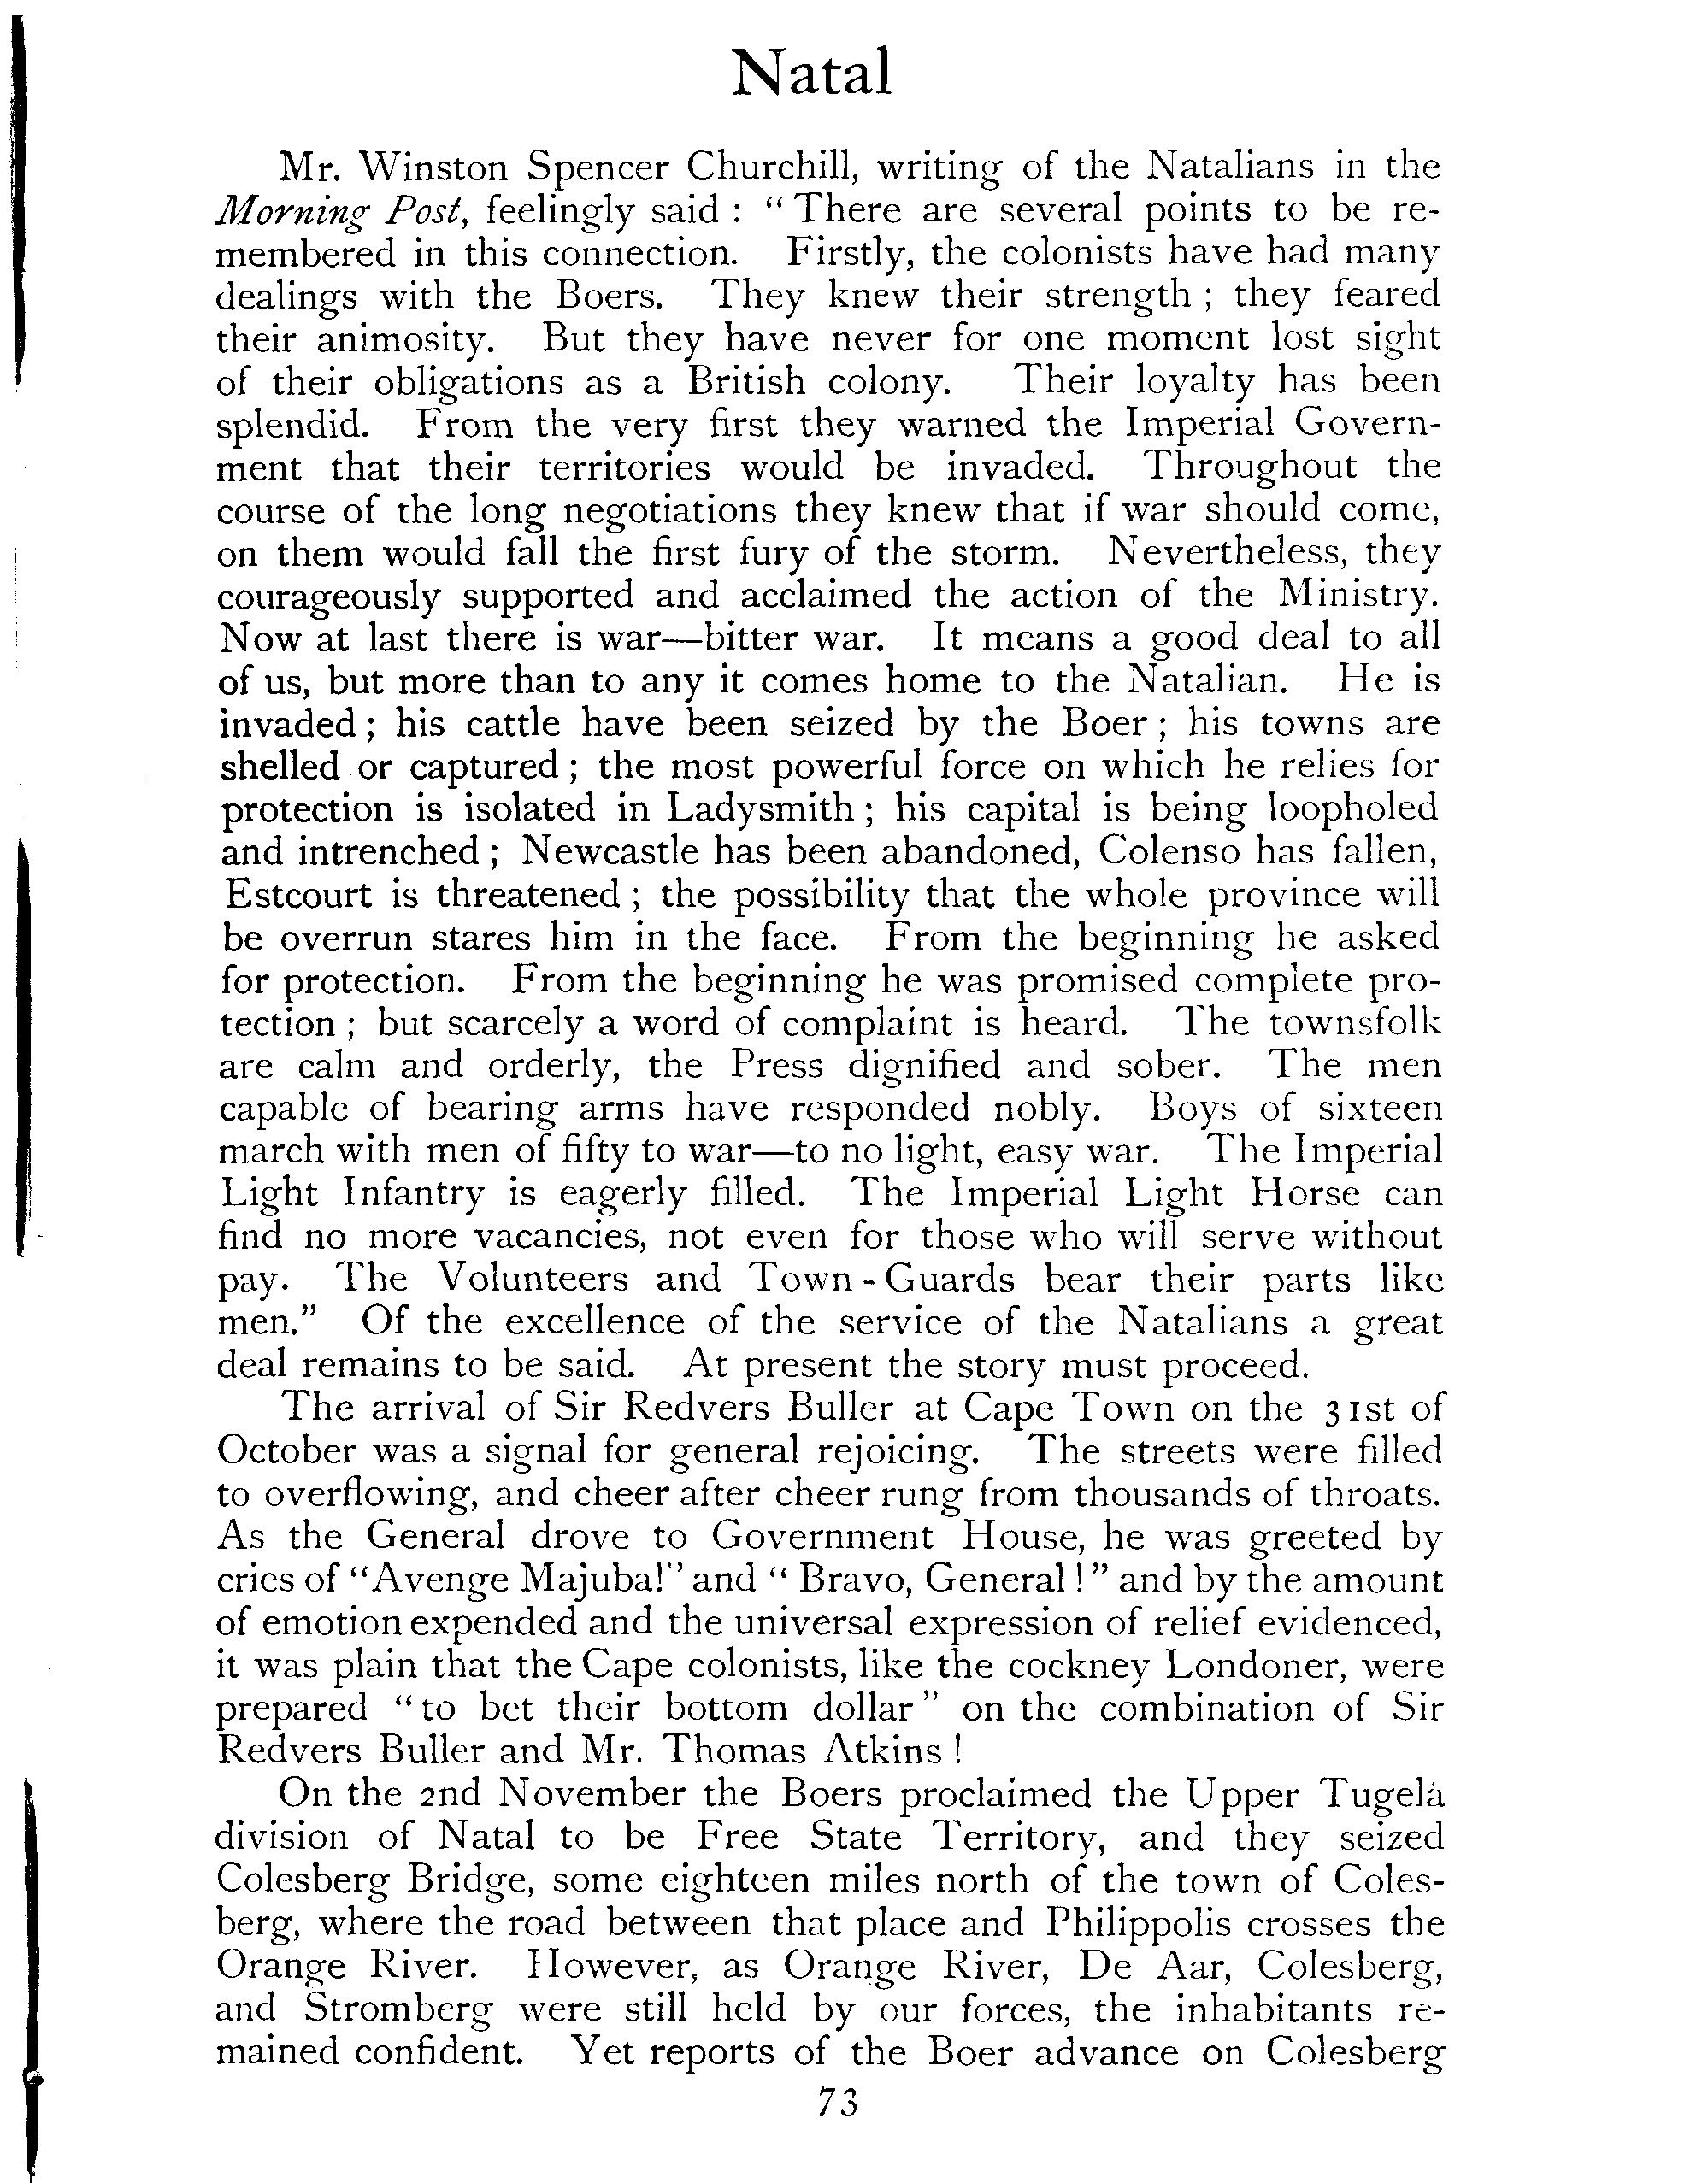 Natal
Mr. Winston Spencer Churchill, writing of the Natalians in the
Morning Post, feelingly said : " There are several points to be re-
membered in this connection. Firstly, the colonists have had many
dealings with the Boers. They knew their strength ; they feared
their animosity. But they have never for one moment lost sight
of their obligations as a British colony. Their loyalty has been
splendid. From the very first they warned the Imperial Govern-
ment that their territories would be invaded. Throughout the
course of the long negotiations they knew that if war should come,
on them would fall the first fury of the storm. Nevertheless, they
courageously supported and acclaimed the action of the Ministry.
Now at last there is war—bitter war. It means a good deal to all
of us, but more than to any it comes home to the Natalian. He is
invaded ; his cattle have been seized by the Boer ; his towns are
shelled or captured ; the most powerful force on which he relies for
protection is isolated in Ladysmith ; his capital is being loopholed
and intrenched ; Newcastle has been abandoned, Colenso has fallen,
Estcourt is threatened ; the possibility that the whole province will
be overrun stares him in the face. From the beginning he asked
for protection. From the beginning he was promised complete pro-
tection ; but scarcely a word of complaint is heard. The townsfolk
are calm and orderly, the Press dignified and sober. The men
capable of bearing arms have responded nobly. Boys of sixteen
march with men of fifty to war—to no light, easy war. The Imperial
Light Infantry is eagerly filled. The Imperial Light Horse can
find no more vacancies, not even for those who will serve without
pay. The Volunteers and Town-Guards bear their parts like
men." Of the excellence of the service of the Natalians a great
deal remains to be said. At present the story must proceed.
The arrival of Sir Redvers Buller at Cape Town on the 31st of
October was a signal for general rejoicing. The streets were filled
to overflowing, and cheer after cheer rung from thousands of throats.
As the General drove to Government House, he was greeted by
cries of "Avenge Majuba!" and " Bravo, General ! " and by the amount
of emotion expended and the universal expression of relief evidenced,
it was plain that the Cape colonists, like the cockney Londoner, were
prepared "to bet their bottom dollar" on the combination of Sir
Redvers Buller and Mr. Thomas Atkins !
On the 2nd November the Boers proclaimed the Upper Tugela
division of Natal to be Free State Territory, and they seized
Colesberg Bridge, some eighteen miles north of the town of Coles-
berg, where the road between that place and Philippolis crosses the
Orange River. However, as Orange River, De Aar, Colesberg,
and Stromberg were still held by our forces, the inhabitants re-
mained confident. Yet reports of the Boer advance on Colesberg
73